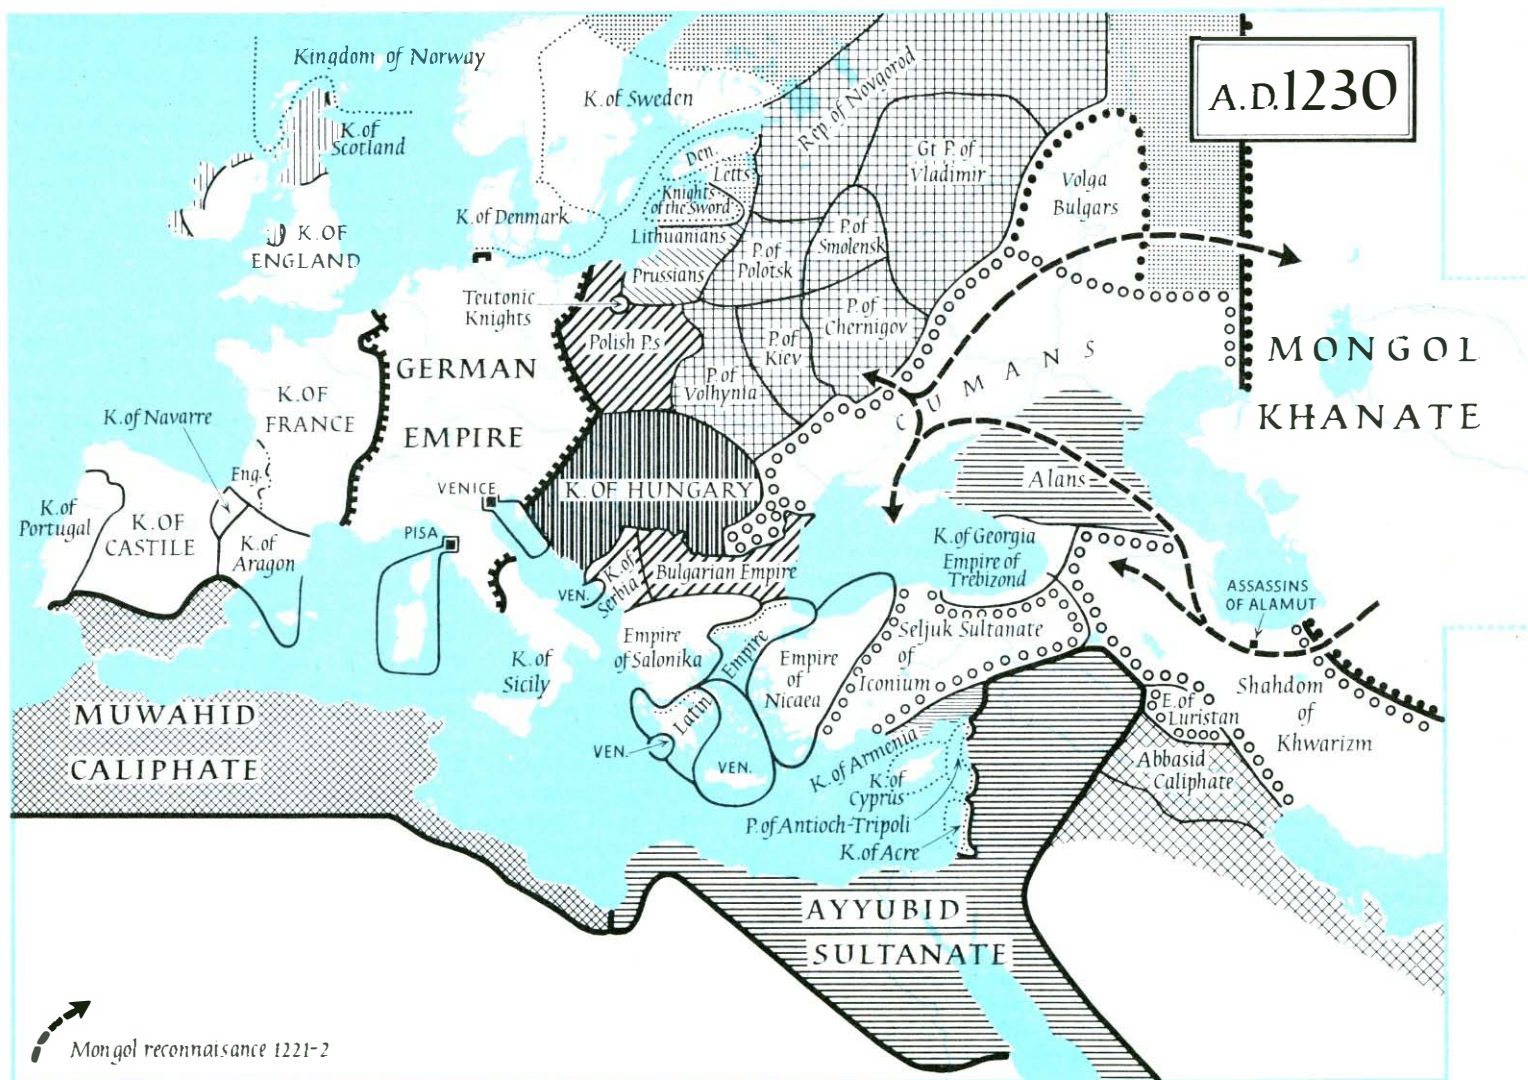 A.D.1230
Kingdom of Norway
K. of Sweden
K. of
Scotland
Rep. of Novgorod
Gt P. of
Vladimir
Volga
Bulgars
Den.
Letts
Knights
of the Sword
K. of Denmark
Lithuanians
Prussians
K. OF
ENGLAND
P. of
Smolensk
P. of
Polotsk
Teutonic
Knights
P. of
Chernigov
Polish P.s
P. of
Kiev
P. of
Volhynia
CUMANS
MONGOL
KHANATE
GERMAN
EMPIRE
K. OF
FRANCE
K. of Navarre
Eng.
K. of
Portugal
K. OF
CASTILE
K. of
Aragon
VENICE
PISA
K. OF HUNGARY
Alans
K. of Georgia
Empire of
Trebizond
K. of
Serbia
VEN.
Bulgarian Empire
ASSASSINS
OF ALAMUT
Empire
of Salonika
Latin Empire
Empire
of
Nicaea
Seljuk Sultanate
of
Iconium
K. of
Sicily
VEN.
VEN.
Shahdom
of
Khwarizm
E. of
Luristan
Abbasid
Caliphate
MUWAHID
CALIPHATE
K. of Armenia
K. of
Cyprus
P. of Antioch-Tripoli
K. of Acre
AYYUBID
SULTANATE
Mongol reconnaisance 1221-2